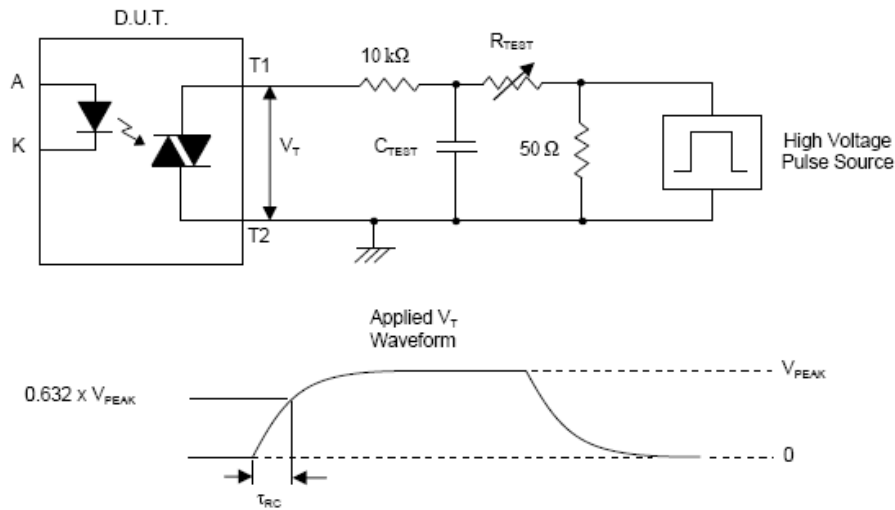 D.U.T.
T1
10 kΩ
R_TEST
A
K
V_T
C_TEST
50 Ω
High Voltage
Pulse Source
T2
Applied V_T
Waveform
V_PEAK
0.632 x V_PEAK
0
τ_RC